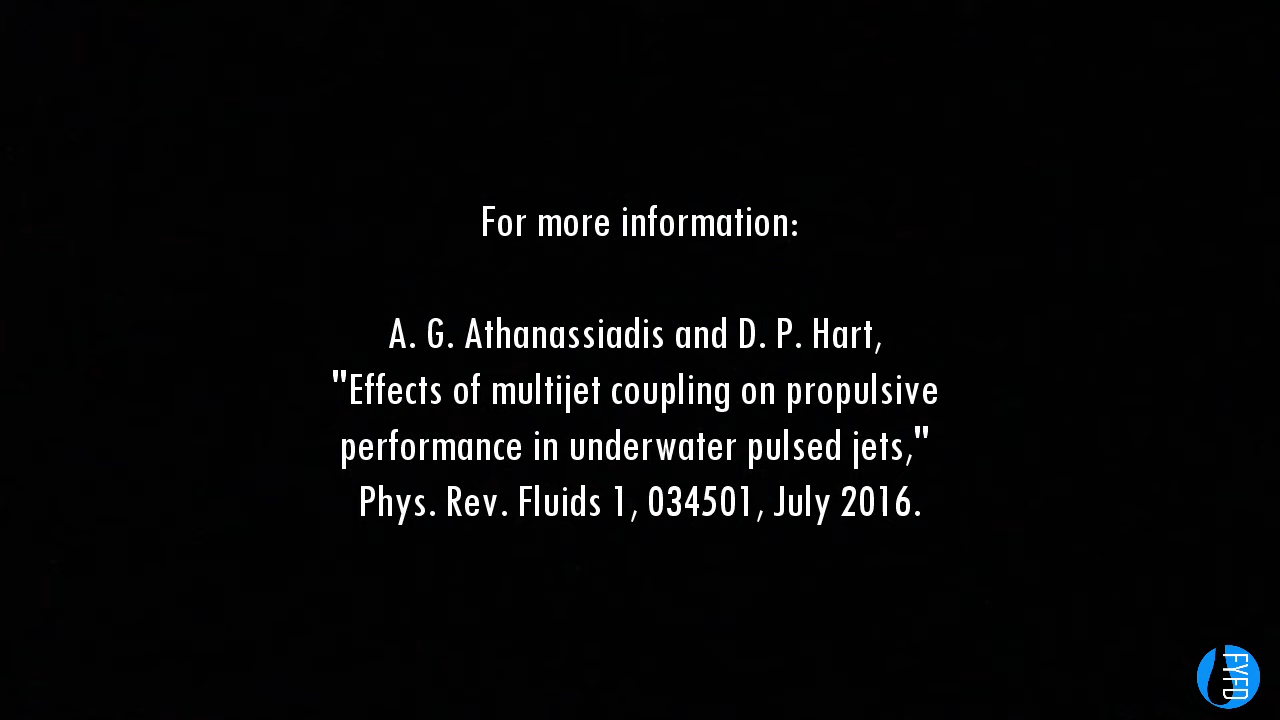 For more information:
A. G. Athanassiadis and D. P. Hart,
"Effects of multijet coupling on propulsive
performance in underwater pulsed jets,"
Phys. Rev. Fluids 1, 034501, July 2016.
FYFD